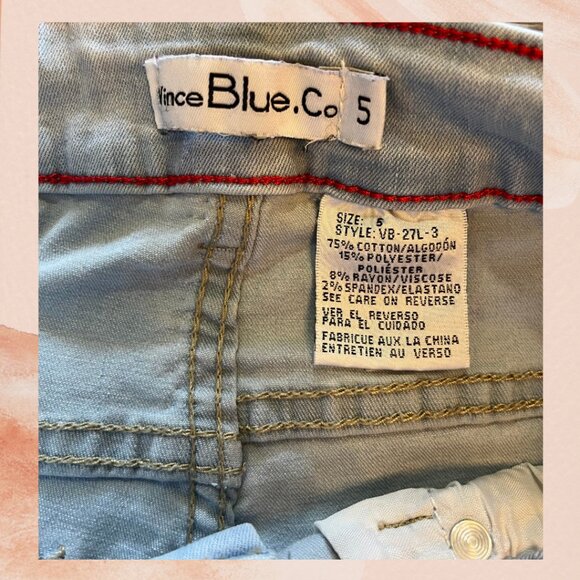 Vince Blue.Co 5
SIZE: 5
STYLE: VB-27L-3
75% COTTON/ALGODÓN
15% POLYESTER/
POLIÉSTER
8% RAYON/VISCOSE
2% SPANDEX/ELASTANO
SEE CARE ON REVERSE
VER EL REVERSO
PARA EL CUIDADO
FABRICUE AUX LA CHINA
ENTRETIEN AU VERSO